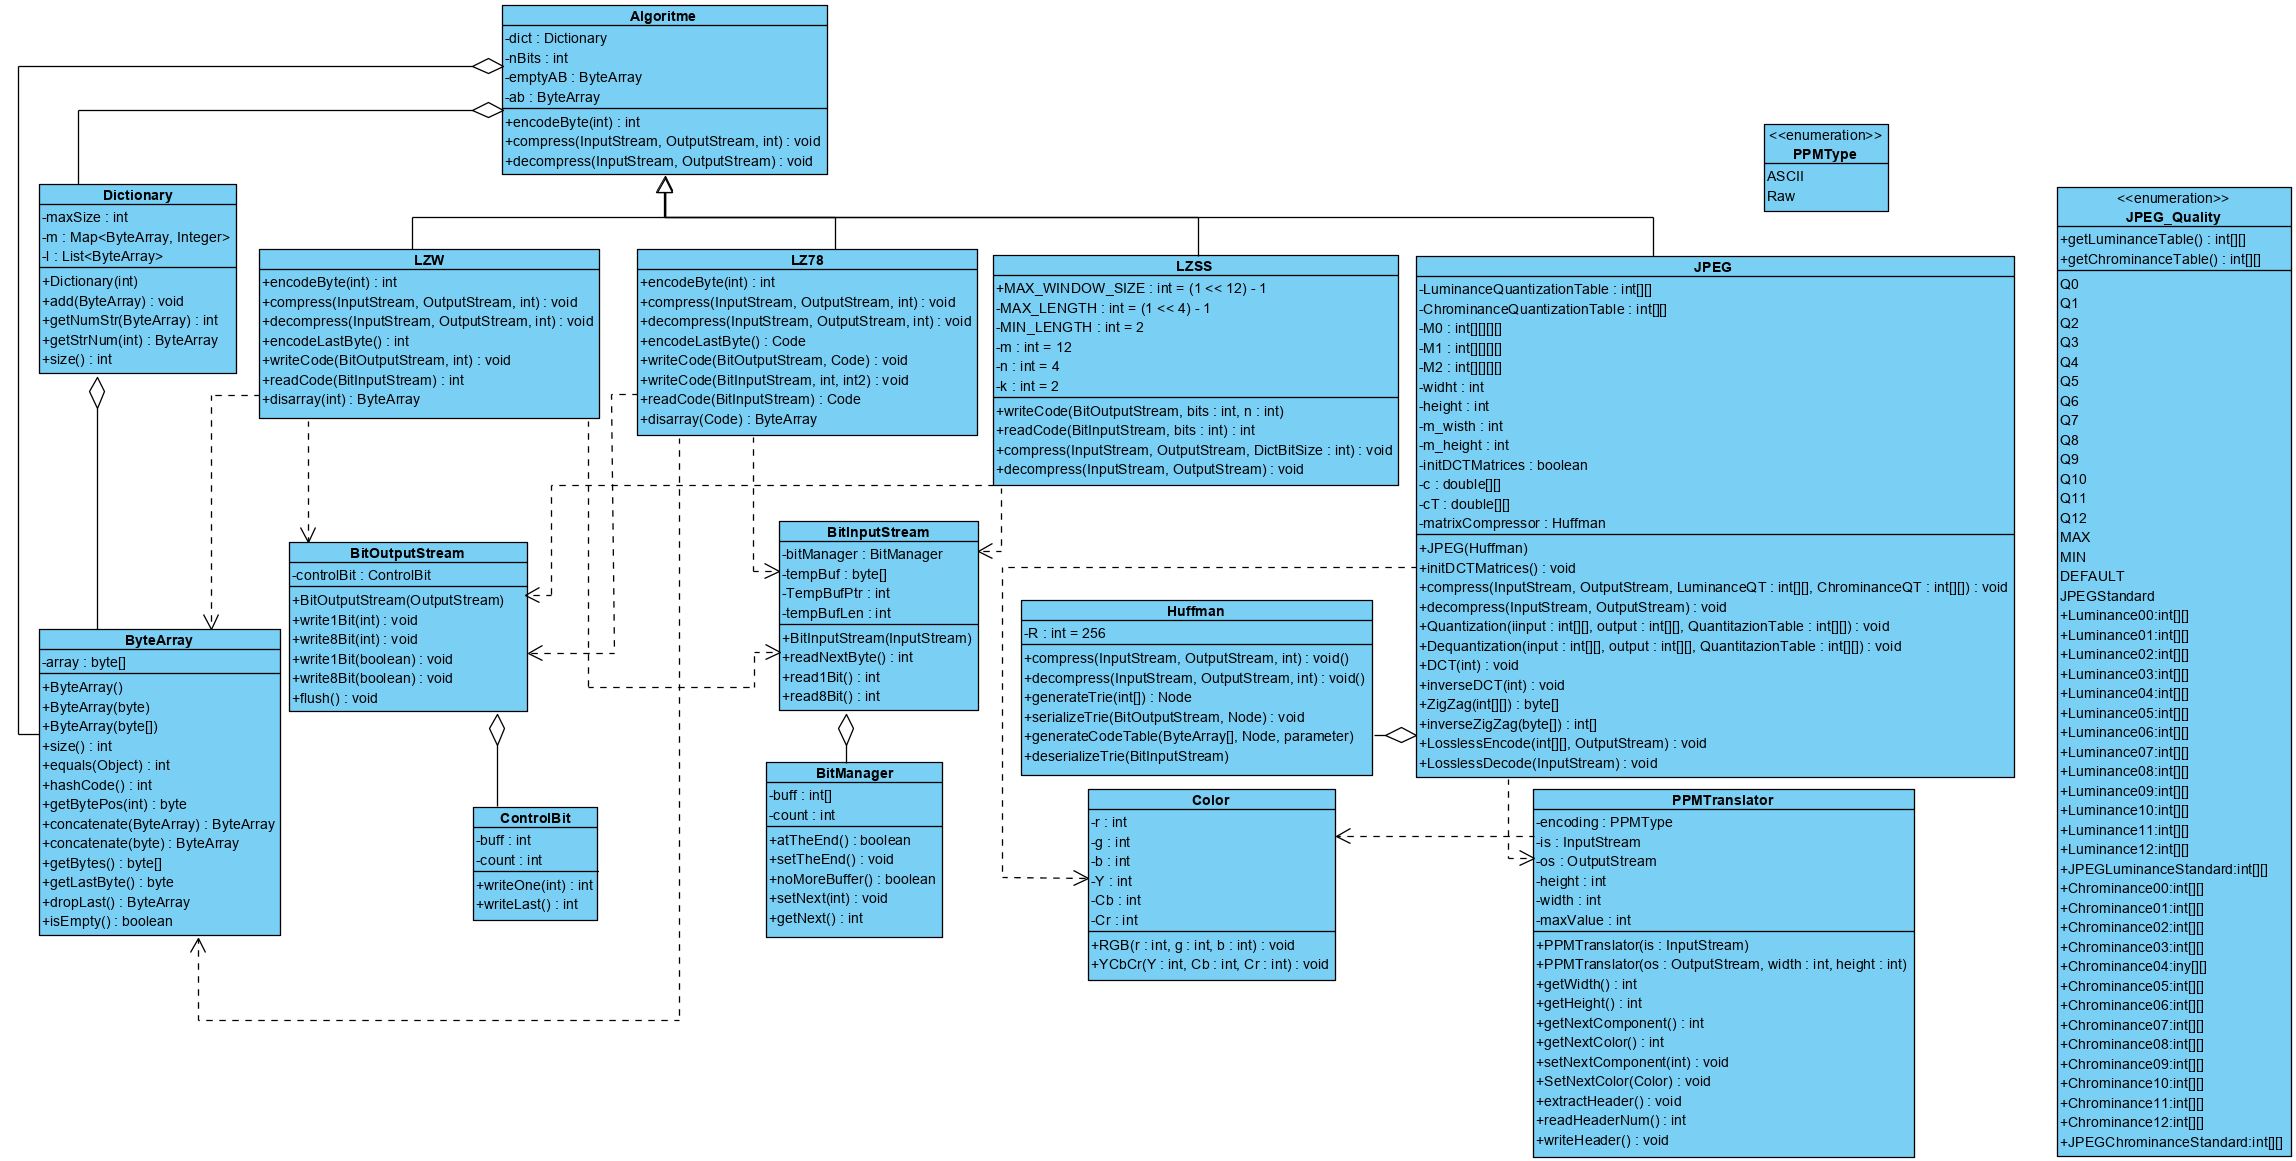 Algoritme
-dict : Dictionary
-nBits : int
-emptyAB : ByteArray
-ab : ByteArray
+encodeByte(int) : int
+compress(InputStream, OutputStream, int) : void
+decompress(InputStream, OutputStream) : void
<<enumeration>>
PPMType
ASCII
Raw
Dictionary
-maxSize : int
-m : Map<ByteArray, Integer>
-l : List<ByteArray>
+Dictionary(int)
+add(ByteArray) : void
+getNumStr(ByteArray) : int
+getStrNum(int) : ByteArray
+size() : int
LZW
+encodeByte(int) : int
+compress(InputStream, OutputStream, int) : void
+decompress(InputStream, OutputStream, int) : void
+encodeLastByte() : int
+writeCode(BitOutputStream, int) : void
+readCode(BitInputStream) : int
+disarray(int) : ByteArray
LZ78
+encodeByte(int) : int
+compress(InputStream, OutputStream, int) : void
+decompress(InputStream, OutputStream, int) : void
+encodeLastByte() : Code
+writeCode(BitOutputStream, Code) : void
+writeCode(BitInputStream, int, int2) : void
+readCode(BitInputStream) : Code
+disarray(Code) : ByteArray
LZSS
+MAX_WINDOW_SIZE : int = (1 << 12) - 1
-MAX_LENGTH : int = (1 << 4) - 1
-MIN_LENGTH : int = 2
-m : int = 12
-n : int = 4
-k : int = 2
+writeCode(BitOutputStream, bits : int, n : int)
+readCode(BitInputStream, bits : int) : int
+compress(InputStream, OutputStream, DictBitSize : int) : void
+decompress(InputStream, OutputStream) : void
JPEG
-LuminanceQuantizationTable : int[][]
-ChrominanceQuantizationTable : int[][]
-M0 : int[][][][]
-M1 : int[][][][]
-M2 : int[][][][]
-widht : int
-height : int
-m_wisth : int
-m_height : int
-initDCTMatrices : boolean
-c : double[][]
-cT : double[][]
-matrixCompressor : Huffman
+JPEG(Huffman)
+initDCTMatrices() : void
+compress(InputStream, OutputStream, LuminanceQT : int[][], ChrominanceQT : int[][]) : void
+decompress(InputStream, OutputStream) : void
+Quantization(iinput : int[][], output : int[][], QuantitazionTable : int[][]) : void
+Dequantization(input : int[][], output : int[][], QuantitazionTable : int[][]) : void
+DCT(int) : void
+inverseDCT(int) : void
+ZigZag(int[][]) : byte[]
+inverseZigZag(byte[]) : int[]
+LosslessEncode(int[][], OutputStream) : void
+LosslessDecode(InputStream) : void
<<enumeration>>
JPEG_Quality
+getLuminanceTable() : int[][]
+getChrominanceTable() : int[][]
Q0
Q1
Q2
Q3
Q4
Q5
Q6
Q7
Q8
Q9
Q10
Q11
Q12
MAX
MIN
DEFAULT
JPEGStandard
+Luminance00:int[][]
+Luminance01:int[][]
+Luminance02:int[][]
+Luminance03:int[][]
+Luminance04:int[][]
+Luminance05:int[][]
+Luminance06:int[][]
+Luminance07:int[][]
+Luminance08:int[][]
+Luminance09:int[][]
+Luminance10:int[][]
+Luminance11:int[][]
+Luminance12:int[][]
+JPEGLuminanceStandard:int[][]
+Chrominance00:int[][]
+Chrominance01:int[][]
+Chrominance02:int[][]
+Chrominance03:int[][]
+Chrominance04:iny[][]
+Chrominance05:int[][]
+Chrominance06:int[][]
+Chrominance07:int[][]
+Chrominance08:int[][]
+Chrominance09:int[][]
+Chrominance10:int[][]
+Chrominance11:int[][]
+Chrominance12:int[][]
+JPEGChrominanceStandard:int[][]
BitOutputStream
-controlBit : ControlBit
+BitOutputStream(OutputStream)
+write1Bit(int) : void
+write8Bit(int) : void
+write1Bit(boolean) : void
+write8Bit(boolean) : void
+flush() : void
BitInputStream
-bitManager : BitManager
-tempBuf : byte[]
-TempBufPtr : int
-tempBufLen : int
+BitInputStream(InputStream)
+readNextByte() : int
+read1Bit() : int
+read8Bit() : int
Huffman
-R : int = 256
+compress(InputStream, OutputStream, int) : void()
+decompress(InputStream, OutputStream, int) : void()
+generateTrie(int[]) : Node
+serializeTrie(BitOutputStream, Node) : void
+generateCodeTable(ByteArray[], Node, parameter)
+deserializeTrie(BitInputStream)
ByteArray
-array : byte[]
+ByteArray()
+ByteArray(byte)
+ByteArray(byte[])
+size() : int
+equals(Object) : int
+hashCode() : int
+getBytePos(int) : byte
+concatenate(ByteArray) : ByteArray
+concatenate(byte) : ByteArray
+getBytes() : byte[]
+getLastByte() : byte
+dropLast() : ByteArray
+isEmpty() : boolean
ControlBit
-buff : int
-count : int
+writeOne(int) : int
+writeLast() : int
BitManager
-buff : int[]
-count : int
+atTheEnd() : boolean
+setTheEnd() : void
+noMoreBuffer() : boolean
+setNext(int) : void
+getNext() : int
Color
-r : int
-g : int
-b : int
-Y : int
-Cb : int
-Cr : int
+RGB(r : int, g : int, b : int) : void
+YCbCr(Y : int, Cb : int, Cr : int) : void
PPMTranslator
-encoding : PPMType
-is : InputStream
-os : OutputStream
-height : int
-width : int
-maxValue : int
+PPMTranslator(is : InputStream)
+PPMTranslator(os : OutputStream, width : int, height : int)
+getWidth() : int
+getHeight() : int
+getNextComponent() : int
+getNextColor() : int
+setNextComponent(int) : void
+SetNextColor(Color) : void
+extractHeader() : void
+readHeaderNum() : int
+writeHeader() : void